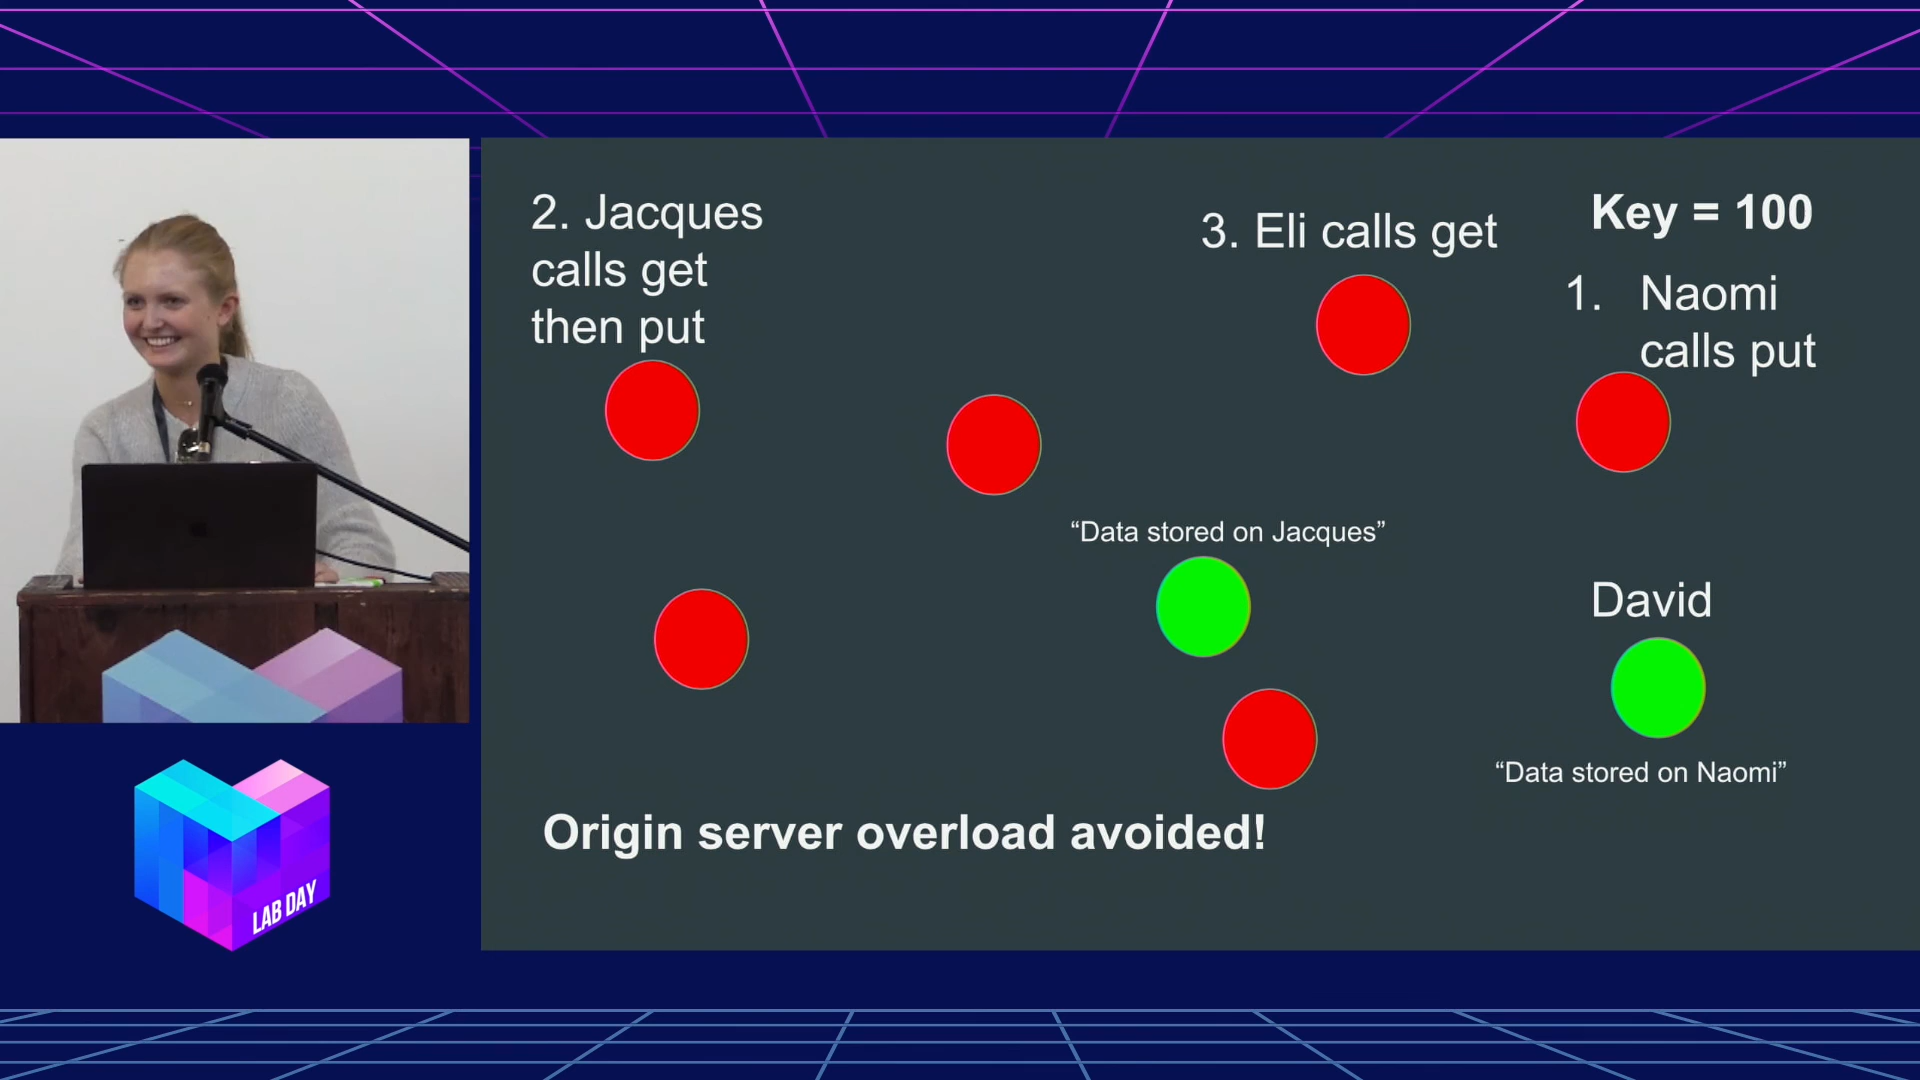 2. Jacques
calls get
then put
3. Eli calls get
Key = 100
1. Naomi
calls put
“Data stored on Jacques”
David
“Data stored on Naomi”
Origin server overload avoided!
LAB DAY